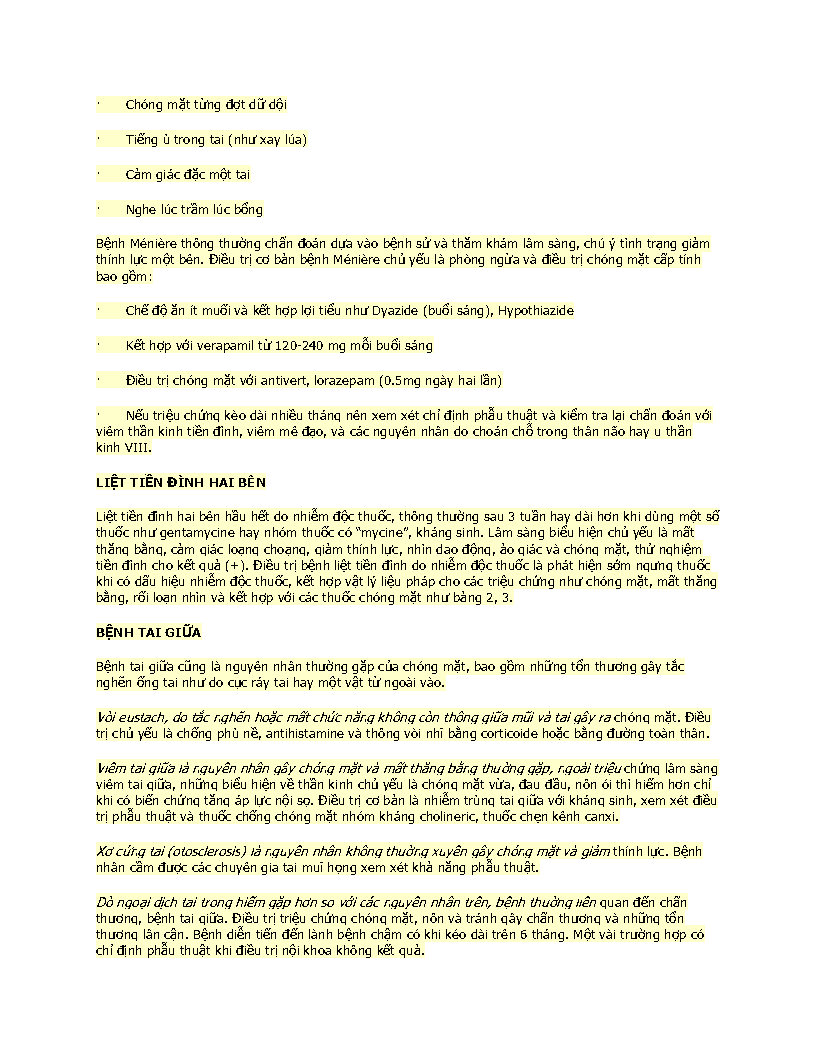 · Chóng mặt từng đợt dữ dội
· Tiếng ù trong tai (như xay lúa)
· Cảm giác đặc một tai
· Nghe lúc trầm lúc bổng
Bệnh Ménière thông thường chẩn đoán dựa vào bệnh sử và thăm khám lâm sàng, chú ý tình trạng giảm
thính lực một bên. Điều trị cơ bản bệnh Ménière chủ yếu là phòng ngừa và điều trị chóng mặt cấp tính
bao gồm:
· Chế độ ăn ít muối và kết hợp lợi tiểu như Dyazide (buổi sáng), Hypothiazide
· Kết hợp với verapamil từ 120-240 mg mỗi buổi sáng
· Điều trị chóng mặt với antivert, lorazepam (0.5mg ngày hai lần)
· Nếu triệu chứng kèo dài nhiều tháng nên xem xét chỉ định phẫu thuật và kiểm tra lại chẩn đoán với
viêm thần kinh tiền đình, viêm mê đạo, và các nguyên nhân do choán chỗ trong thân não hay u thần
kinh VIII.
LIỆT TIỀN ĐÌNH HAI BÊN
Liệt tiền đình hai bên hầu hết do nhiễm độc thuốc, thông thường sau 3 tuần hay dài hơn khi dùng một số
thuốc như gentamycine hay nhóm thuốc có “mycine”, kháng sinh. Lâm sàng biểu hiện chủ yếu là mất
thăng bằng, cảm giác loạng choạng, giảm thính lực, nhìn dao động, ảo giác và chóng mặt, thử nghiệm
tiền đình cho kết quả (+). Điều trị bệnh liệt tiền đình do nhiễm độc thuốc là phát hiện sớm ngưng thuốc
khi có dấu hiệu nhiễm độc thuốc, kết hợp vật lý liệu pháp cho các triệu chứng như chóng mặt, mất thăng
bằng, rối loạn nhìn và kết hợp với các thuốc chóng mặt như bảng 2, 3.
BỆNH TAI GIỮA
Bệnh tai giữa cũng là nguyên nhân thường gặp của chóng mặt, bao gồm những tổn thương gây tắc
nghẽn ống tai như do cục ráy tai hay một vật từ ngoài vào.
Vòi eustach, do tắc nghẽn hoặc mất chức năng không còn thông giữa mũi và tai gây ra chóng mặt. Điều
trị chủ yếu là chống phù nề, antihistamine và thông vòi nhĩ bằng corticoide hoặc bằng đường toàn thân.
Viêm tai giữa là nguyên nhân gây chóng mặt và mất thăng bằng thường gặp, ngoài triệu chứng lâm sàng
viêm tai giữa, những biểu hiện về thần kinh chủ yếu là chóng mặt vừa, đau đầu, nôn ói thì hiếm hơn chỉ
khi có biến chứng tăng áp lực nội sọ. Điều trị cơ bản là nhiễm trùng tai giữa với kháng sinh, xem xét điều
trị phẫu thuật và thuốc chống chóng mặt nhóm kháng cholineric, thuốc chẹn kênh canxi.
Xơ cứng tai (otosclerosis) là nguyên nhân không thường xuyên gây chóng mặt và giảm thính lực. Bệnh
nhân cần được các chuyên gia tai muĩ họng xem xét khả năng phẫu thuật.
Dò ngoại dịch tai trong hiếm gặp hơn so với các nguyên nhân trên, bệnh thường liên quan đến chấn
thương, bệnh tai giữa. Điều trị triệu chứng chóng mặt, nôn và tránh gây chấn thương và những tổn
thương lân cận. Bệnh diễn tiến đến lành bệnh chậm có khi kéo dài trên 6 tháng. Một vài trường hợp có
chỉ định phẫu thuật khi điều trị nội khoa không kết quả.